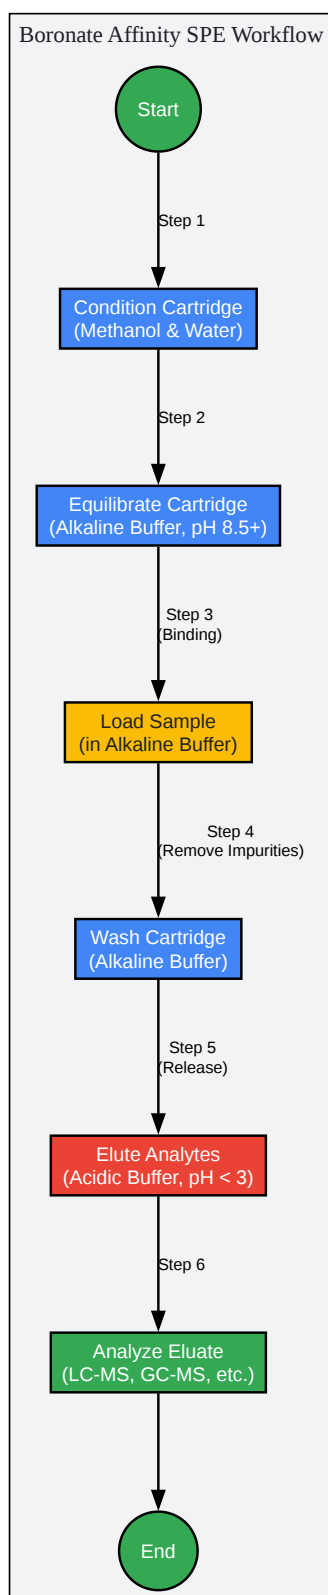 Boronate Affinity SPE Workflow
Start
Step 1
Condition Cartridge
(Methanol & Water)
Step 2
Equilibrate Cartridge
(Alkaline Buffer, pH 8.5+)
Step 3
(Binding)
Load Sample
(in Alkaline Buffer)
Step 4
(Remove Impurities)
Wash Cartridge
(Alkaline Buffer)
Step 5
(Release)
Elute Analytes
(Acidic Buffer, pH < 3)
Step 6
Analyze Eluate
(LC-MS, GC-MS, etc.)
End